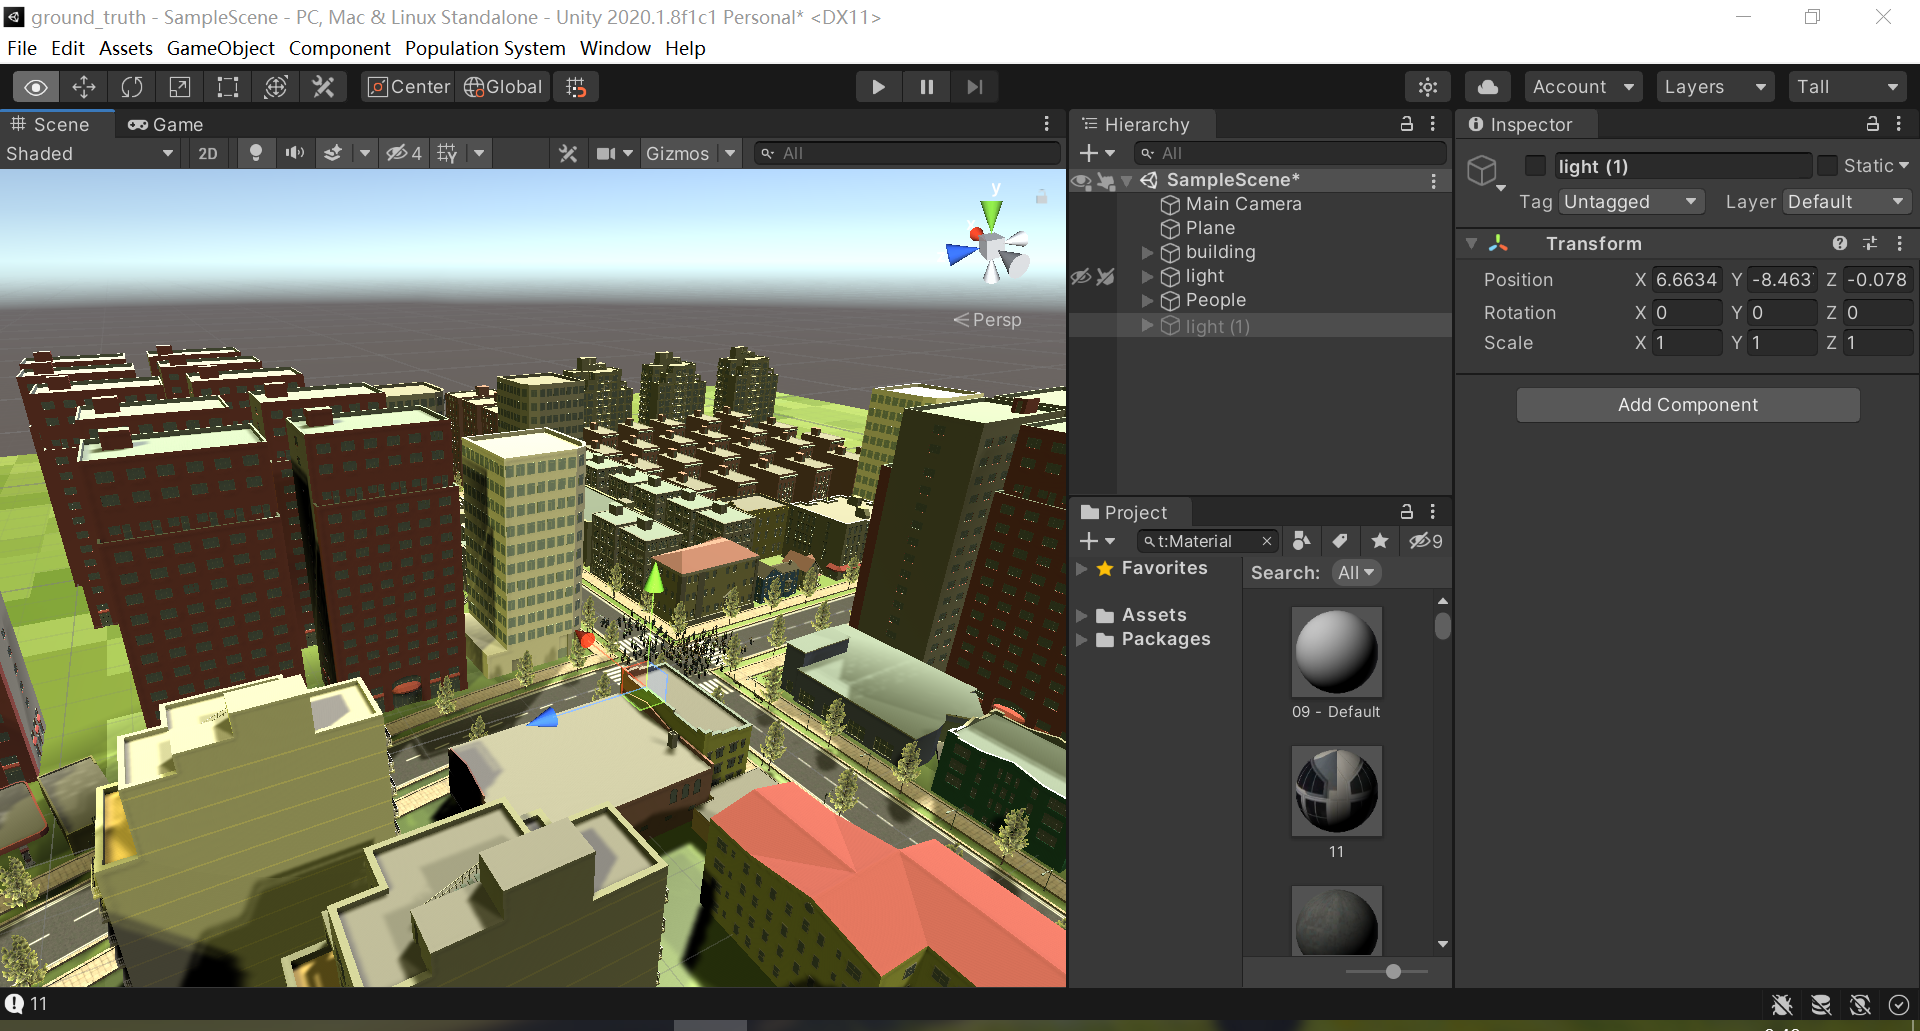 ground_truth - SampleScene - PC, Mac & Linux Standalone - Unity 2020.1.8f1c1 Personal* <DX11>
File Edit Assets GameObject Component Population System Window Help
Center Global Account Layers Tall
Scene Game
Shaded 2D 4 Gizmos All
y
Persp
Hierarchy
All
SampleScene*
Main Camera
Plane
building
light
People
light (1)
Project
t:Material 9
Favorites
Assets
Packages
Search: All
09 - Default
11
Inspector
light (1) Static
Tag Untagged Layer Default
Transform
Position X 6.6634 Y -8.463 Z -0.078
Rotation X 0 Y 0 Z 0
Scale X 1 Y 1 Z 1
Add Component
11